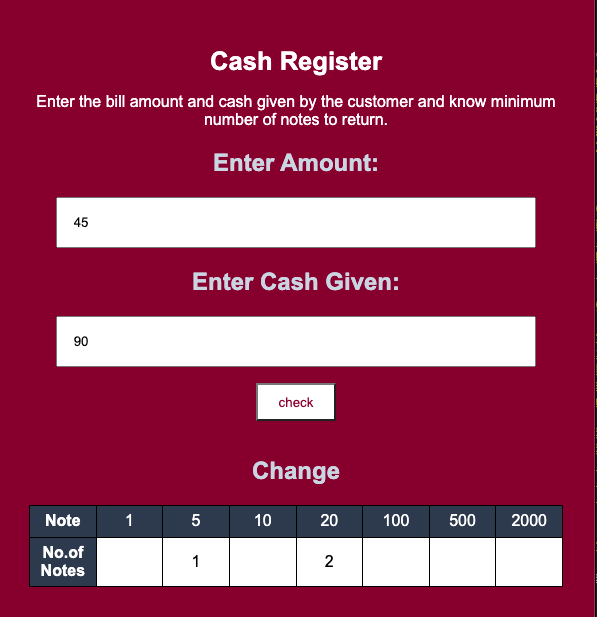 Cash Register
Enter the bill amount and cash given by the customer and know minimum
number of notes to return.
Enter Amount:
45
Enter Cash Given:
90
check
Change
Note 1 5 10 20 100 500 2000
No.of
Notes 1 2